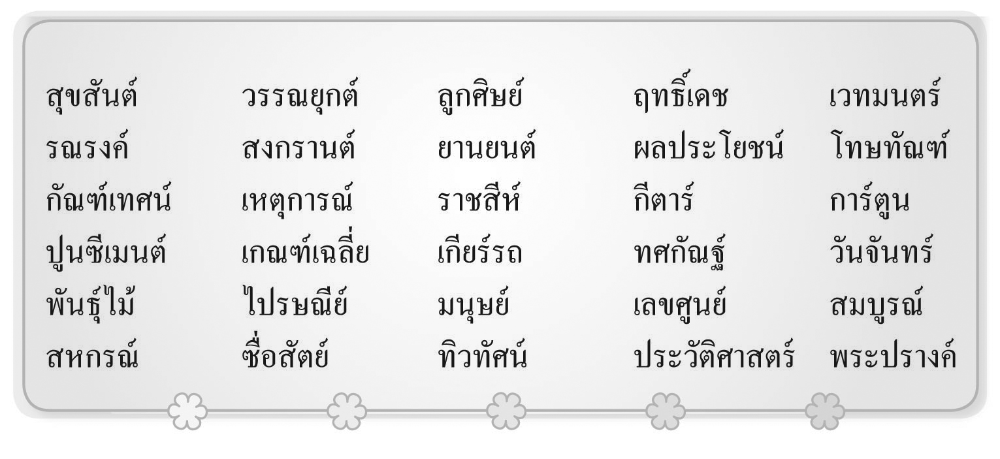 สุขสันต์ วรรณยุกต์ ลูกศิษย์ ฤทธิ์เดช เวทมนตร์
รณรงค์ สงกรานต์ ยานยนต์ ผลประโยชน์ โทษทัณฑ์
กัณฑ์เทศน์ เหตุการณ์ ราชสีห์ กีตาร์ การ์ตูน
ปูนซีเมนต์ เกณฑ์เฉลี่ย เกียร์รถ ทศกัณฐ์ วันจันทร์
พันธุ์ไม้ ไปรษณีย์ มนุษย์ เลขศูนย์ สมบูรณ์
สหกรณ์ ซื่อสัตย์ ทิวทัศน์ ประวัติศาสตร์ พระปรางค์